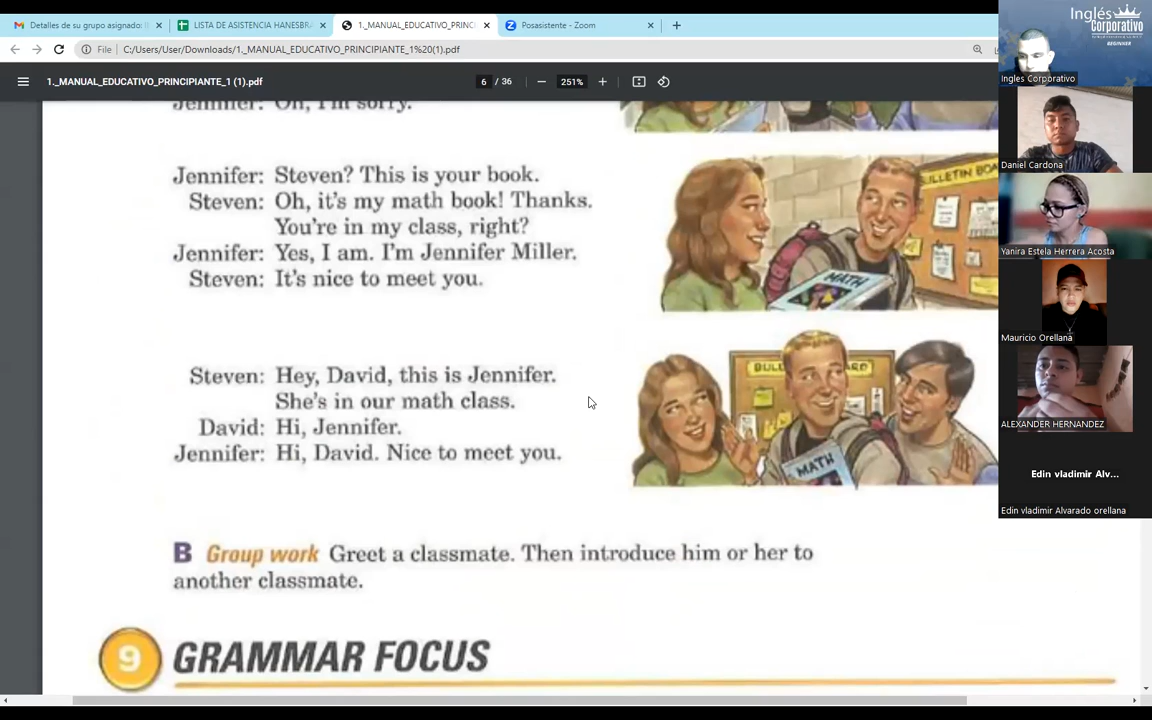 Detalles de su grupo asignado: I
LISTA DE ASISTENCIA HANESBRA
1._MANUAL_EDUCATIVO_PRINC
Posasistente - Zoom
File
C:/Users/User/Downloads/1._MANUAL_EDUCATIVO_PRINCIPIANTE_1%20(1).pdf
1._MANUAL_EDUCATIVO_PRINCIPIANTE_1 (1).pdf
6 / 36
251%
Jennifer: Oh, I'm sorry.
Jennifer: Steven? This is your book.
Steven: Oh, it's my math book! Thanks.
You're in my class, right?
Jennifer: Yes, I am. I'm Jennifer Miller.
Steven: It's nice to meet you.
BULLETIN BOA
MATH
Steven: Hey, David, this is Jennifer.
She's in our math class.
David: Hi, Jennifer.
Jennifer: Hi, David. Nice to meet you.
MATH
B Group work Greet a classmate. Then introduce him or her to
another classmate.
9 GRAMMAR FOCUS
Inglés
Corporativo
BEGINNER
Ingles Corporativo
Daniel Cardona
Yanira Estela Herrera Acosta
Mauricio Orellana
ALEXANDER HERNANDEZ
Edin vladimir Alv...
Edin vladimir Alvarado orellana